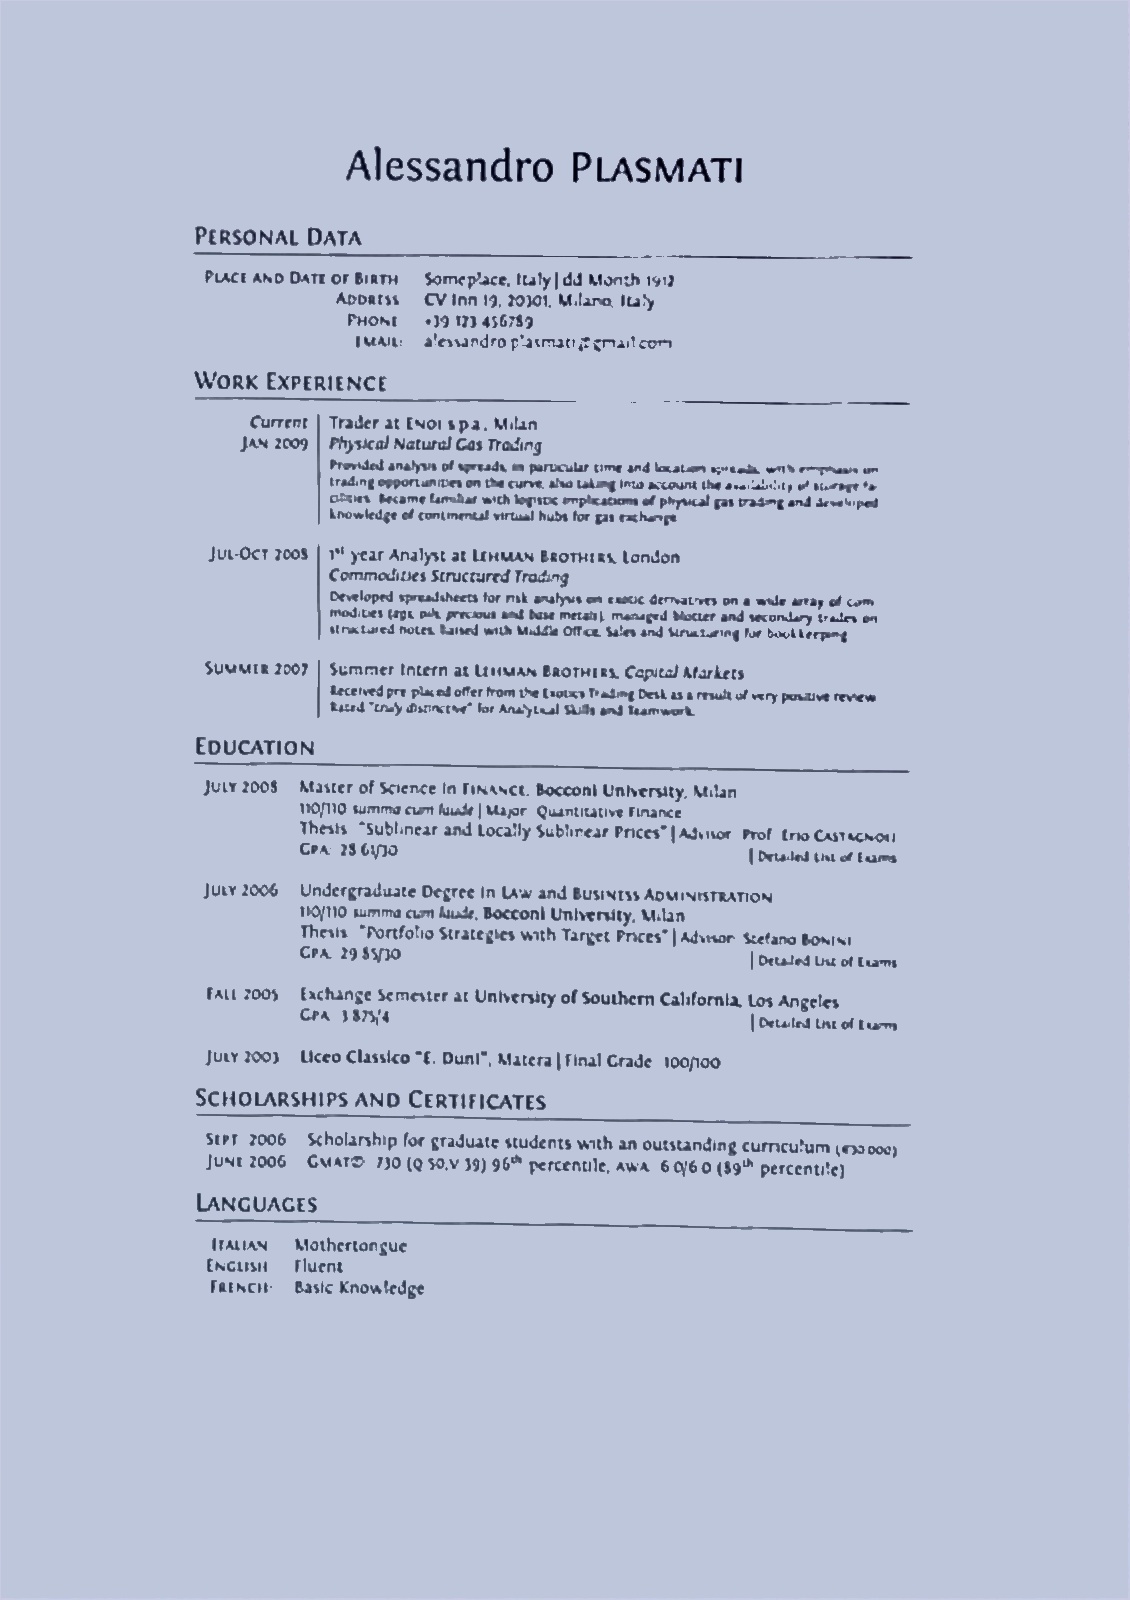 Alessandro PLASMATI
PERSONAL DATA
PLACE AND DATE OF BIRTH Someplace, Italy | dd Month 1912
ADDRESS CV Inn 19, 20301, Milano, Italy
PHONE +39 123 456789
EMAIL: alessandro.plasmati@gmail.com
WORK EXPERIENCE
Current Trader at ENOI s.p.a., Milan
JAN 2009 Physical Natural Gas Trading
Provided analysis of spreads, in particular time and location spreads, with emphasis on
trading opportunities on the curve, also taking into account the availability of storage fa-
cilities. Became familiar with logistic implications of physical gas trading and developed
knowledge of continental virtual hubs for gas exchange
JUL-OCT 2008 1st year Analyst at LEHMAN BROTHERS, London
Commodities Structured Trading
Developed spreadsheets for risk analysis on exotic derivatives on a wide array of com
modities (agr, oils, precious and base metals), managed blotter and secondary trades on
structured notes, liaised with Middle Office, Sales and Structuring for bookkeeping
SUMMER 2007 Summer Intern at LEHMAN BROTHERS, Capital Markets
Received pre placed offer from the Exotics Trading Desk as a result of very positive review
Rated "truly distinctive" for Analytical Skills and Teamwork.
EDUCATION
JULY 2008 Master of Science in FINANCE, Bocconi University, Milan
110/110 summa cum laude | Major Quantitative Finance
Thesis "Sublinear and Locally Sublinear Prices" | Advisor Prof Erio CASTAGNOLI
GPA: 28.61/30 | Detailed List of Exams
JULY 2006 Undergraduate Degree in LAW and BUSINESS ADMINISTRATION
110/110 summa cum laude, Bocconi University, Milan
Thesis "Portfolio Strategies with Target Prices" | Advisor Stefano BONINI
GPA: 29.85/30 | Detailed List of Exams
FALL 2005 Exchange Semester at University of Southern California, Los Angeles
GPA 3.875/4 | Detailed List of Exams
JULY 2003 Liceo Classico "E. Duni", Matera | Final Grade 100/100
SCHOLARSHIPS AND CERTIFICATES
SEPT 2006 Scholarship for graduate students with an outstanding curriculum (€30 000)
JUNE 2006 GMAT© 730 (Q 50,V 39) 96th percentile, AWA 6.0/6.0 (89th percentile)
LANGUAGES
ITALIAN Mothertongue
ENGLISH Fluent
FRENCH: Basic Knowledge